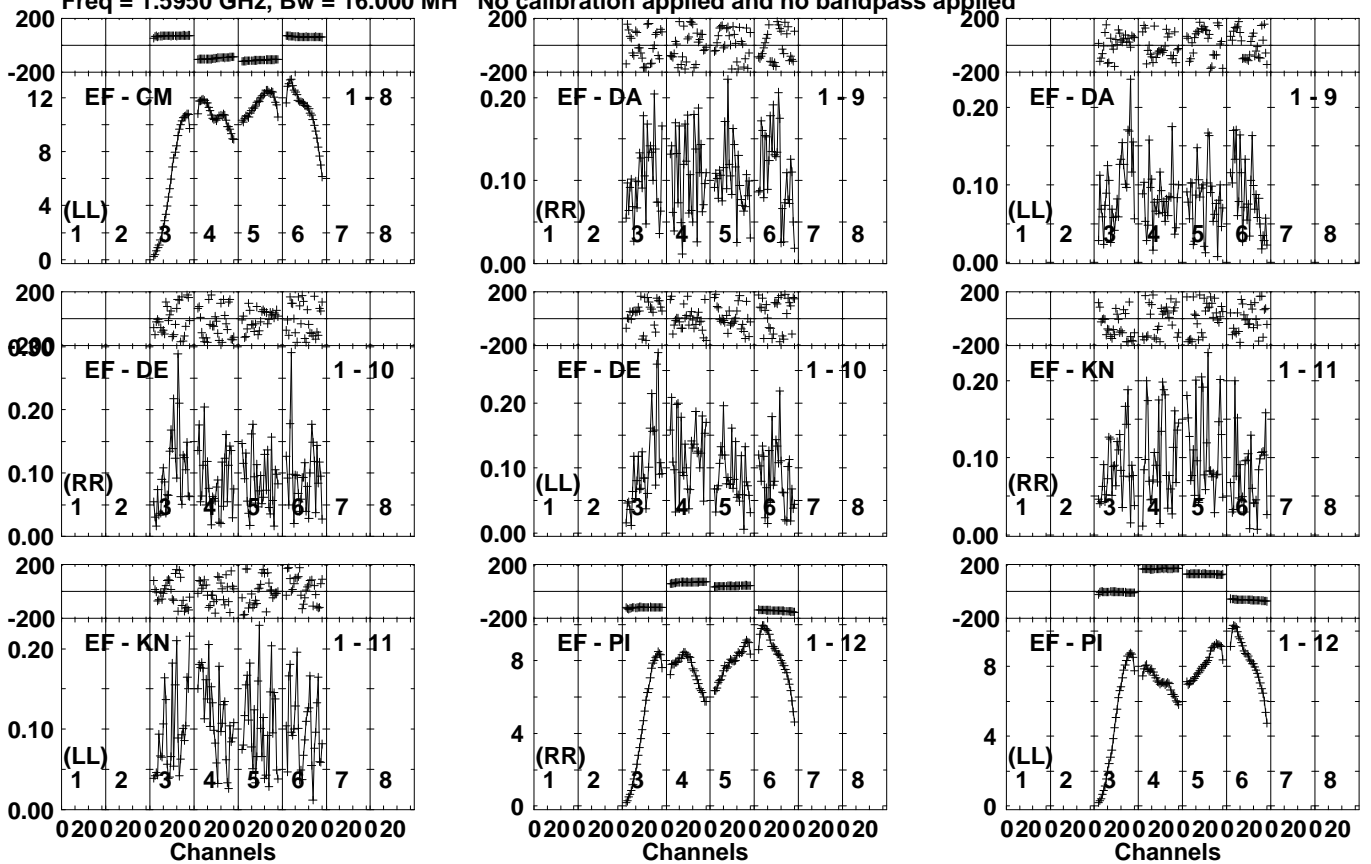 Freq = 1.5950 GHz, Bw = 16.000 MH No calibration applied and no bandpass applied
200
-200
EF - CM 1 - 8
12
8
4
0
(LL)
1 2 3 4 5 6 7 8
200
-200
EF - DA 1 - 9
0.20
0.10
0.00
(RR)
1 2 3 4 5 6 7 8
200
-200
EF - DA 1 - 9
0.20
0.10
0.00
(LL)
1 2 3 4 5 6 7 8
200
-200
0.30
EF - DE 1 - 10
0.20
0.10
0.00
(RR)
1 2 3 4 5 6 7 8
200
-200
EF - DE 1 - 10
0.20
0.10
0.00
(LL)
1 2 3 4 5 6 7 8
200
-200
EF - KN 1 - 11
0.20
0.10
0.00
(RR)
1 2 3 4 5 6 7 8
200
-200
EF - KN 1 - 11
0.20
0.10
0.00
(LL)
1 2 3 4 5 6 7 8
0 20 0 20 0 20 0 20 0 20 0 20 0 20 0 20
Channels
200
-200
EF - PI 1 - 12
8
4
0
(RR)
1 2 3 4 5 6 7 8
0 20 0 20 0 20 0 20 0 20 0 20 0 20 0 20
Channels
200
-200
EF - PI 1 - 12
8
4
0
(LL)
1 2 3 4 5 6 7 8
0 20 0 20 0 20 0 20 0 20 0 20 0 20 0 20
Channels